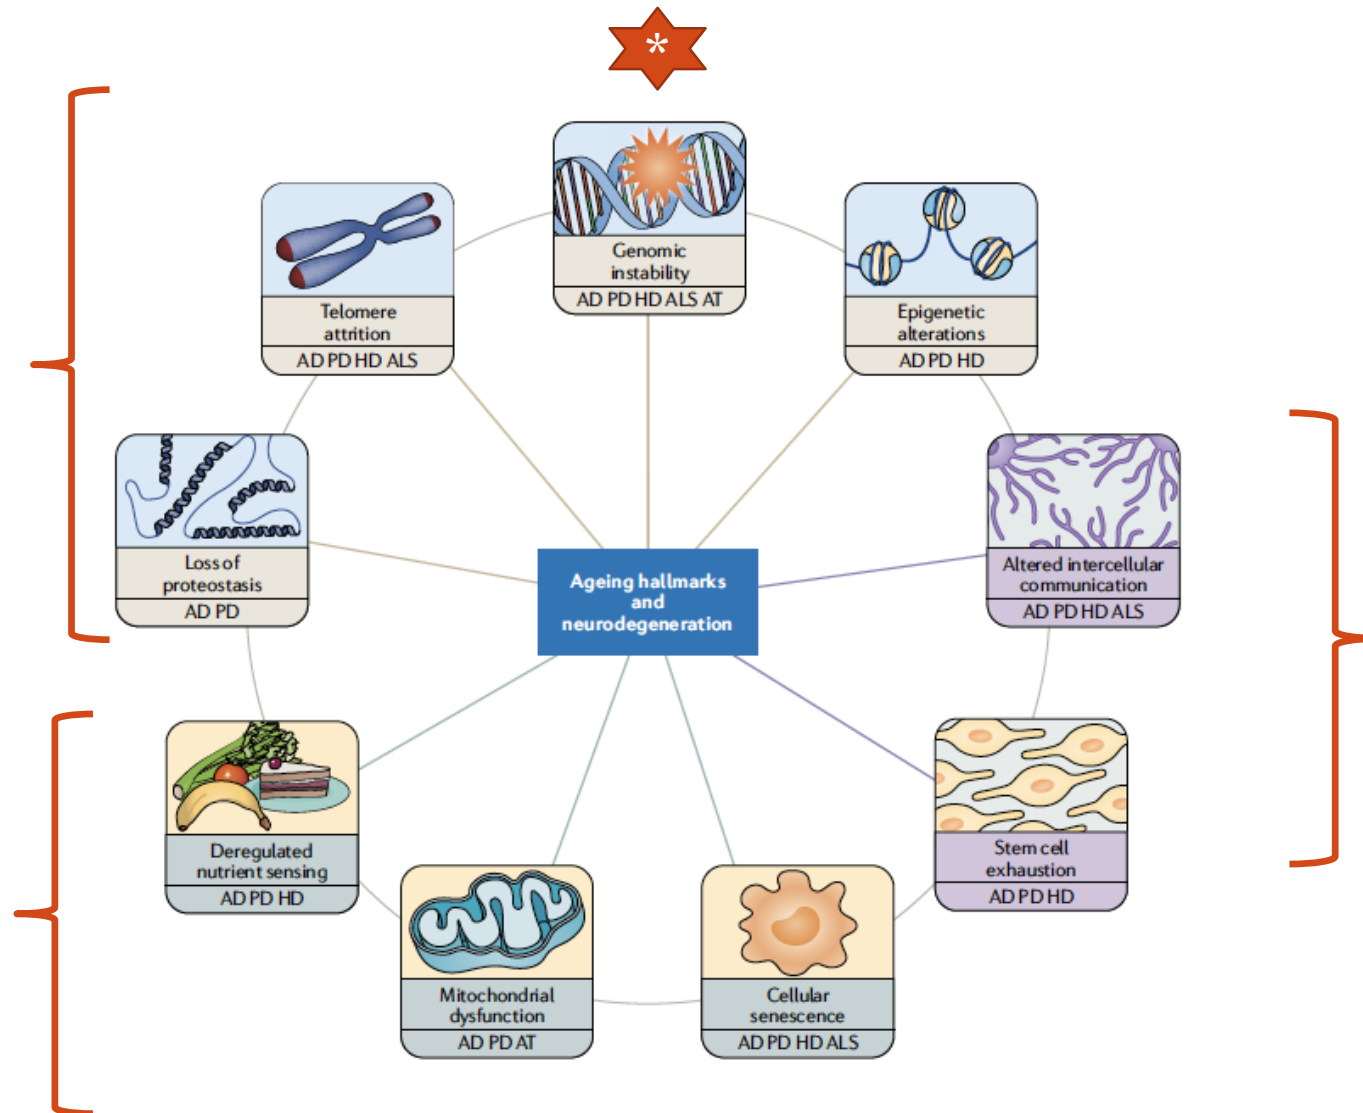 *
Genomic
instability
AD PD HD ALS AT
Telomere
attrition
AD PD HD ALS
Epigenetic
alterations
AD PD HD
Loss of
proteostasis
AD PD
Ageing hallmarks
and
neurodegeneration
Altered intercellular
communication
AD PD HD ALS
Deregulated
nutrient sensing
AD PD HD
Stem cell
exhaustion
AD PD HD
Mitochondrial
dysfunction
AD PD AT
Cellular
senescence
AD PD HD ALS